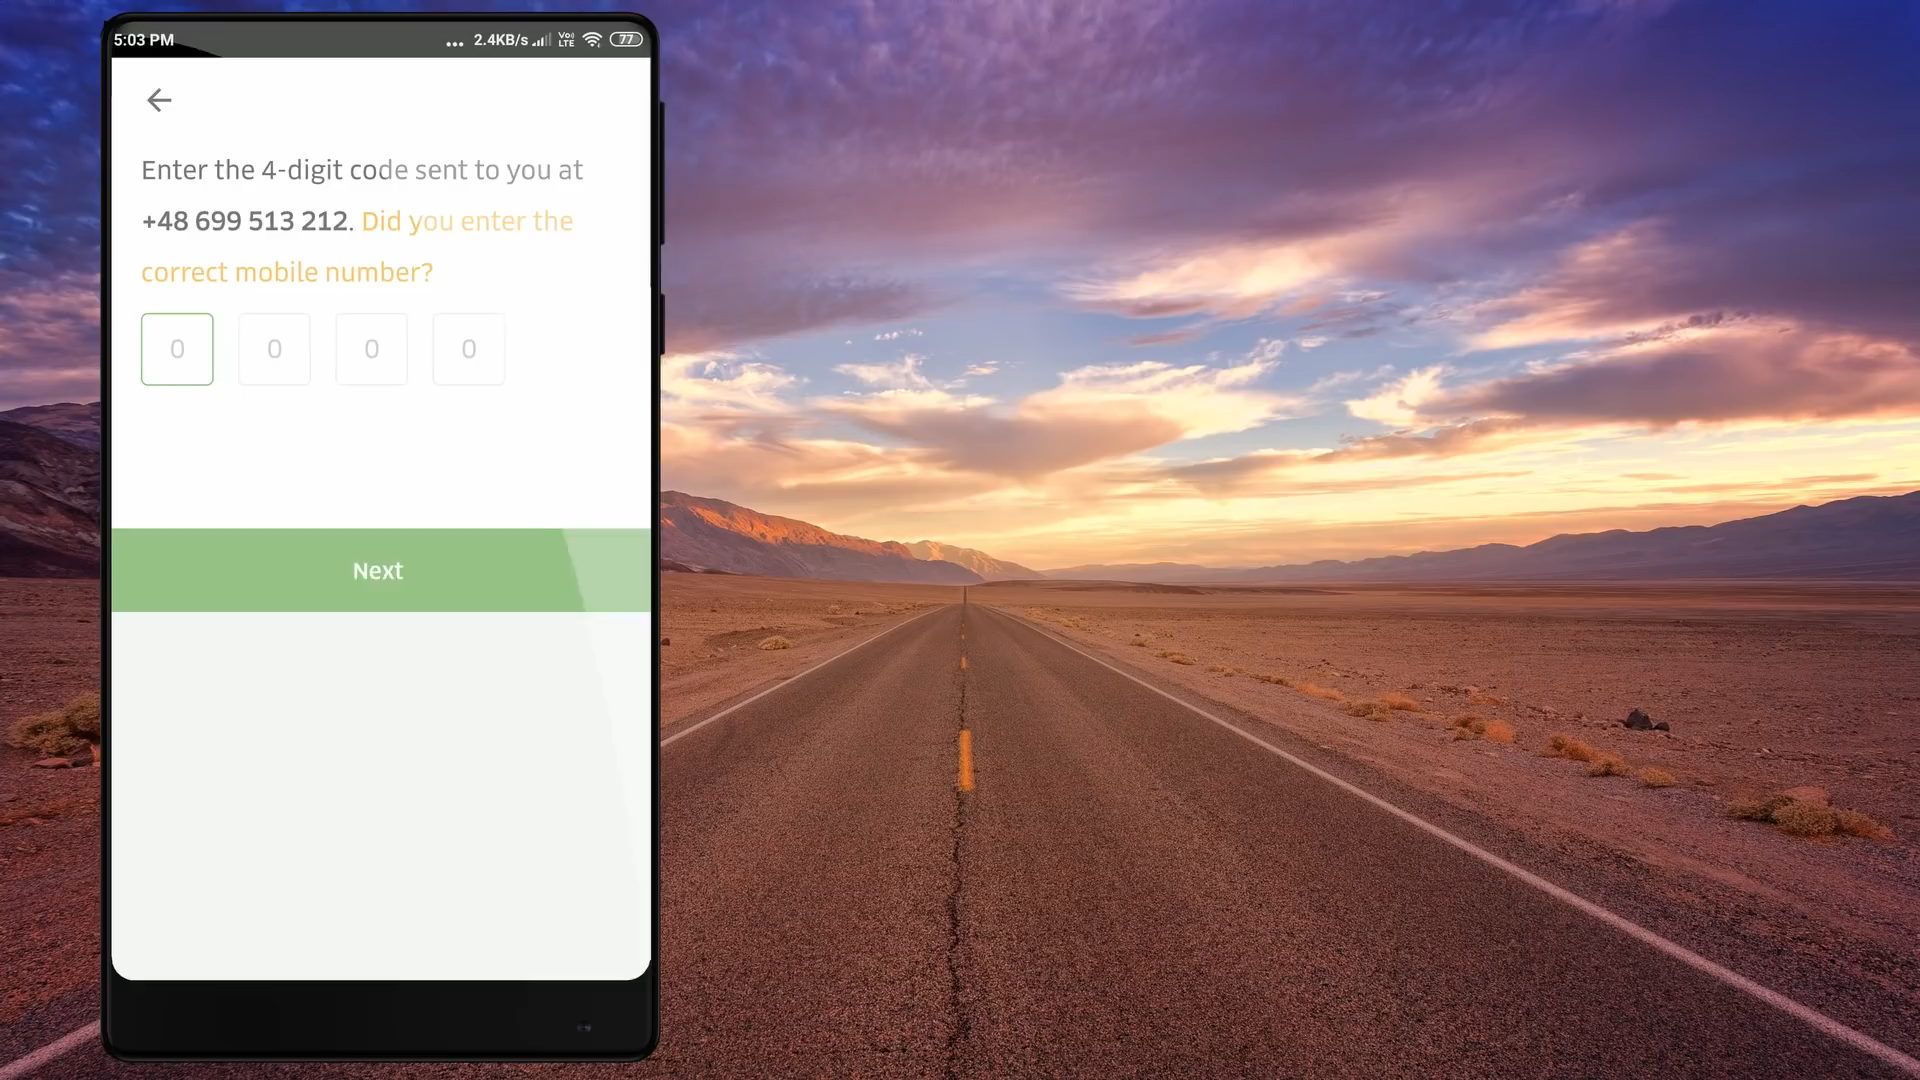 5:03 PM ... 2.4KB/s Vo)) LTE 77
Enter the 4-digit code sent to you at
+48 699 513 212. Did you enter the
correct mobile number?
0 0 0 0
Next